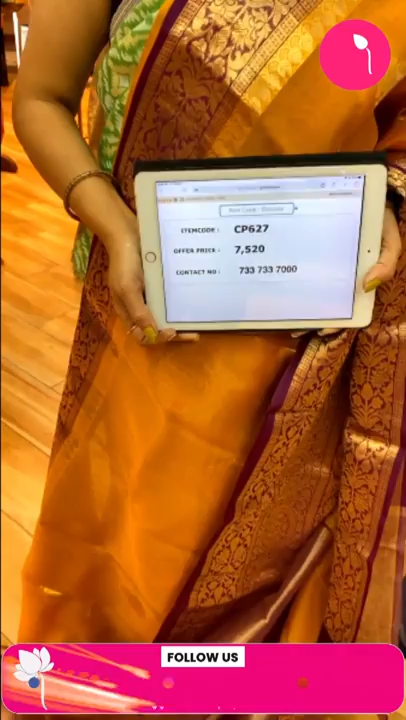 ITEMCODE : CP627
OFFER PRICE : 7,520
CONTACT NO : 733 733 7000
FOLLOW US